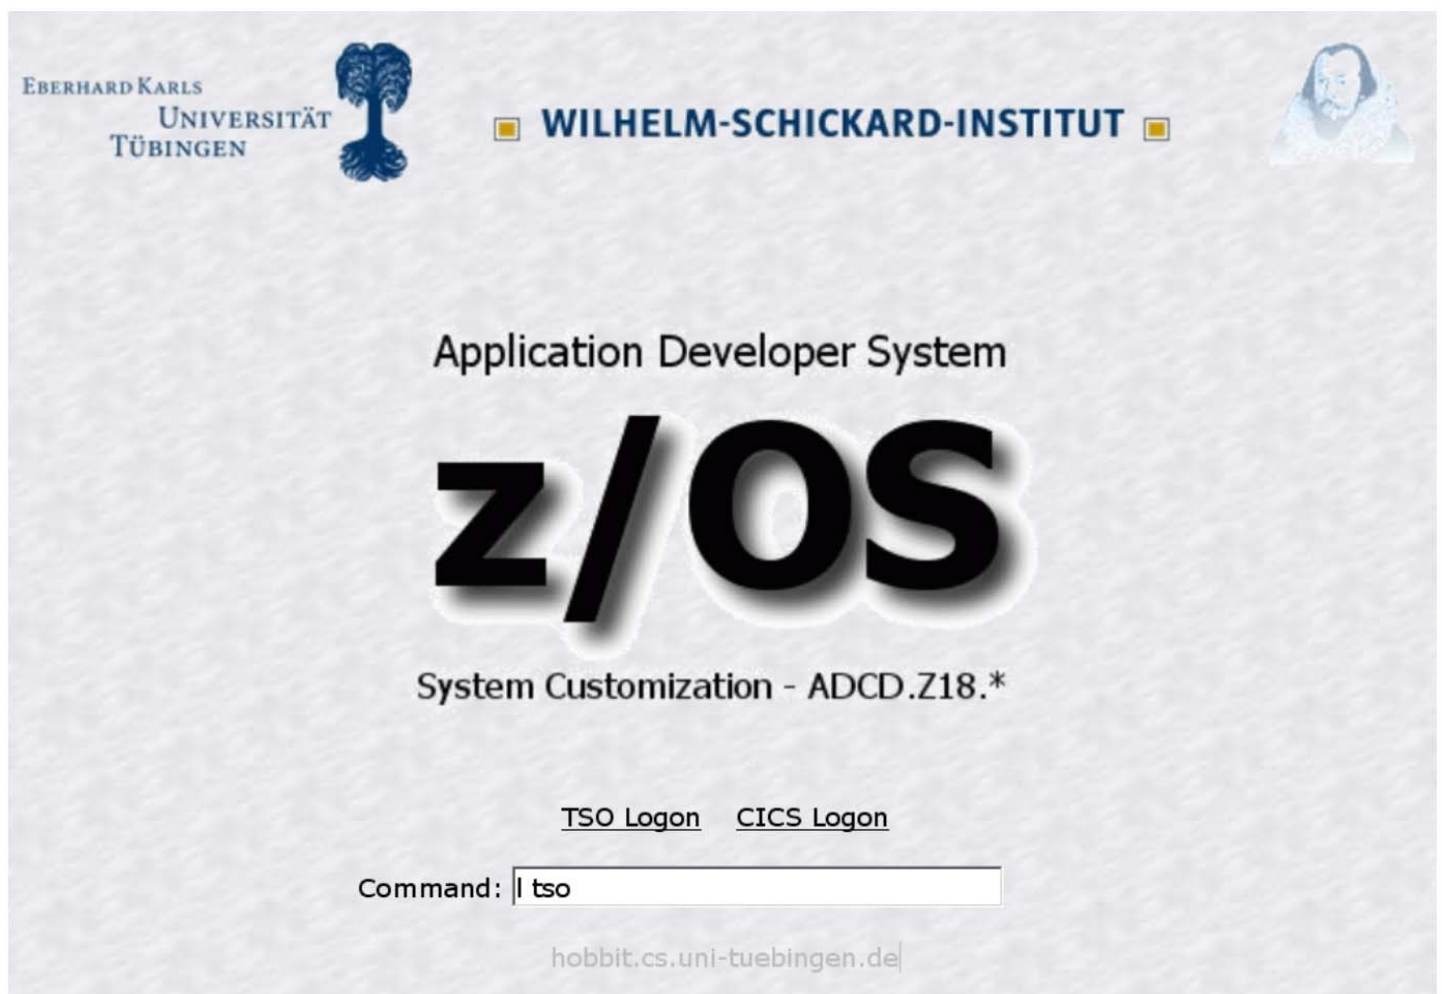 EBERHARD KARLS
UNIVERSITÄT
TÜBINGEN
WILHELM-SCHICKARD-INSTITUT
Application Developer System
z/OS
System Customization - ADCD.Z18.*
TSO Logon CICS Logon
Command: l tso
hobbit.cs.uni-tuebingen.de